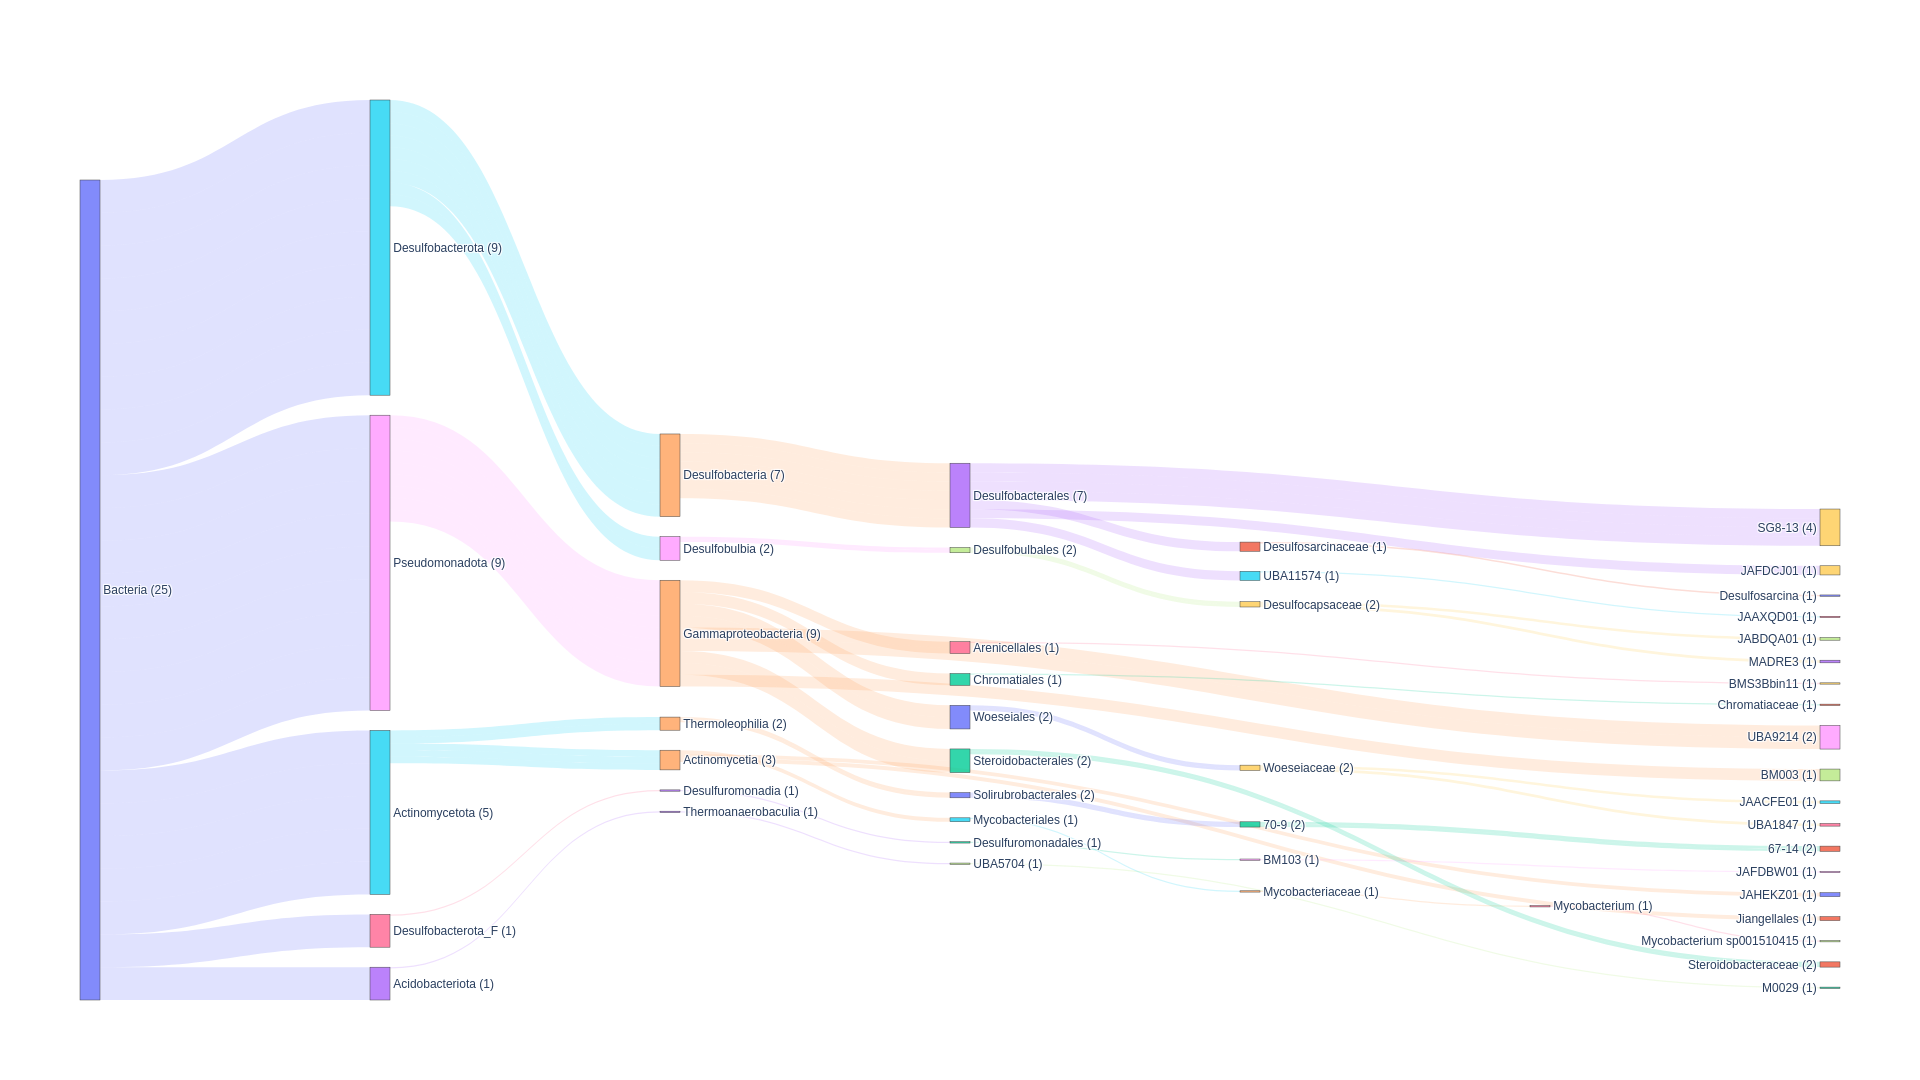 Bacteria (25)
Desulfobacterota (9)
Pseudomonadota (9)
Actinomycetota (5)
Desulfobacterota_F (1)
Acidobacteriota (1)
Desulfobacteria (7)
Desulfobulbia (2)
Gammaproteobacteria (9)
Thermoleophilia (2)
Actinomycetia (3)
Desulfuromonadia (1)
Thermoanaerobaculia (1)
Desulfobacterales (7)
Desulfobulbales (2)
Arenicellales (1)
Chromatiales (1)
Woeseiales (2)
Steroidobacterales (2)
Solirubrobacterales (2)
Mycobacteriales (1)
Desulfuromonadales (1)
UBA5704 (1)
Desulfosarcinaceae (1)
UBA11574 (1)
Desulfocapsaceae (2)
Woeseiaceae (2)
70-9 (2)
BM103 (1)
Mycobacteriaceae (1)
Mycobacterium (1)
SG8-13 (4)
JAFDCJ01 (1)
Desulfosarcina (1)
JAAXQD01 (1)
JABDQA01 (1)
MADRE3 (1)
BMS3Bbin11 (1)
Chromatiaceae (1)
UBA9214 (2)
BM003 (1)
JAACFE01 (1)
UBA1847 (1)
67-14 (2)
JAFDBW01 (1)
JAHEKZ01 (1)
Jiangellales (1)
Mycobacterium sp001510415 (1)
Steroidobacteraceae (2)
M0029 (1)